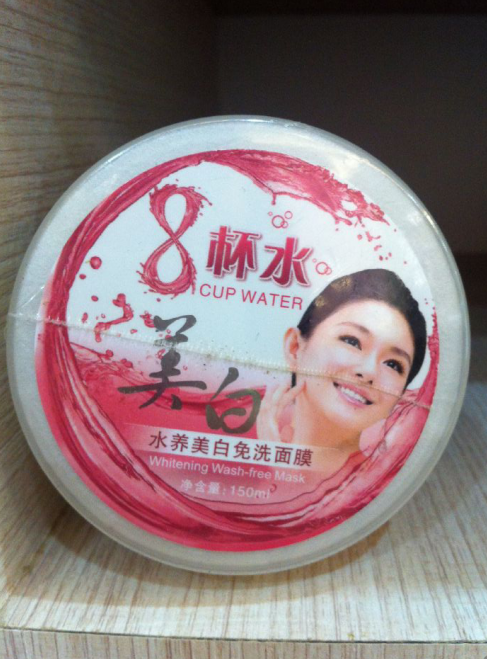 8杯水
CUP WATER
美白
水养美白免洗面膜
Whitening Wash-free Mask
净含量:150ml